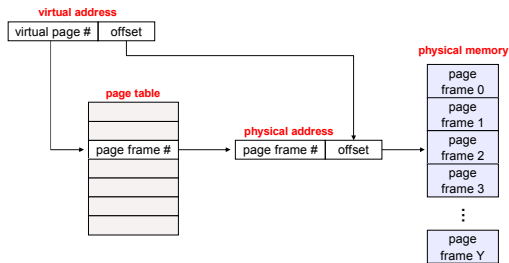 virtual address
virtual page #
offset
physical memory
page
frame 0
page
frame 1
page
frame 2
page
frame 3
⋮
page
frame Y
page table
page frame #
physical address
page frame #
offset